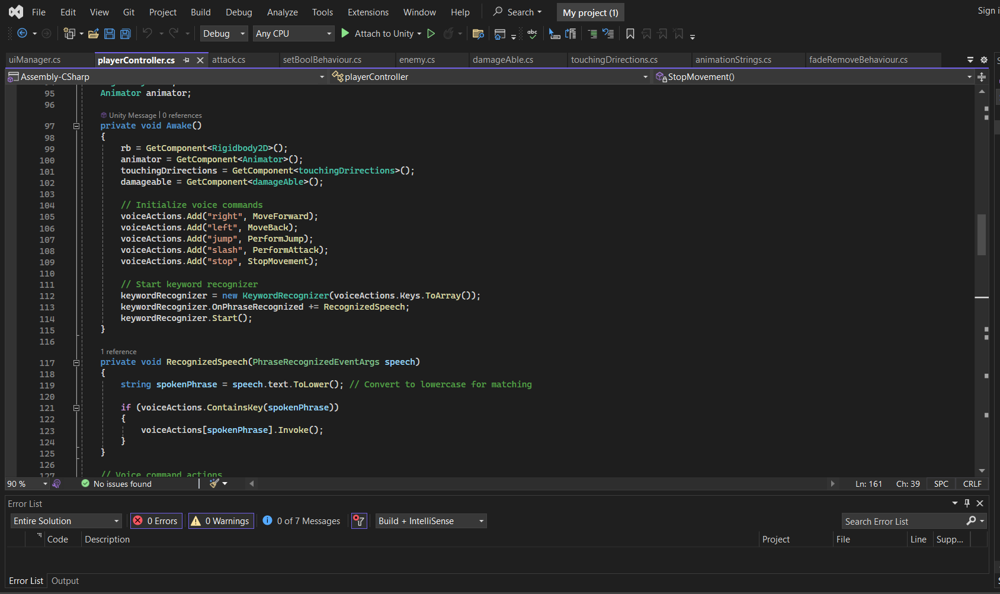 File Edit View Git Project Build Debug Analyze Tools Extensions Window Help Search My project (1) Sign i
Debug Any CPU Attach to Unity abc
uiManager.cs playerController.cs attack.cs setBoolBehaviour.cs enemy.cs damageAble.cs touchingDrirections.cs animationStrings.cs fadeRemoveBehaviour.cs
Assembly-CSharp playerController StopMovement()
95 Animator animator;
96
Unity Message | 0 references
97 private void Awake()
98 {
99 rb = GetComponent<Rigidbody2D>();
100 animator = GetComponent<Animator>();
101 touchingDrirections = GetComponent<touchingDrirections>();
102 damageable = GetComponent<damageAble>();
103
104 // Initialize voice commands
105 voiceActions.Add("right", MoveForward);
106 voiceActions.Add("left", MoveBack);
107 voiceActions.Add("jump", PerformJump);
108 voiceActions.Add("slash", PerformAttack);
109 voiceActions.Add("stop", StopMovement);
110
111 // Start keyword recognizer
112 keywordRecognizer = new KeywordRecognizer(voiceActions.Keys.ToArray());
113 keywordRecognizer.OnPhraseRecognized += RecognizedSpeech;
114 keywordRecognizer.Start();
115 }
116
1 reference
117 private void RecognizedSpeech(PhraseRecognizedEventArgs speech)
118 {
119 string spokenPhrase = speech.text.ToLower(); // Convert to lowercase for matching
120
121 if (voiceActions.ContainsKey(spokenPhrase))
122 {
123 voiceActions[spokenPhrase].Invoke();
124 }
125 }
126
127 // Voice command actions
90 % No issues found Ln: 161 Ch: 39 SPC CRLF
Error List
Entire Solution 0 Errors 0 Warnings 0 of 7 Messages Build + IntelliSense Search Error List
Code Description Project File Line Supp...
Error List Output